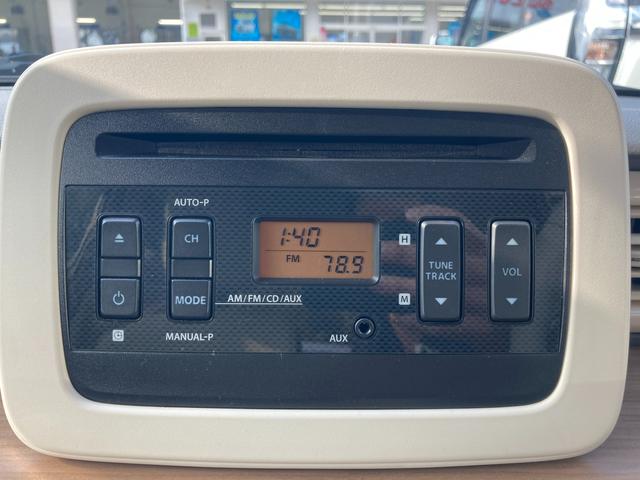 AUTO-P
CH
1:40
FM 78.9
H
TUNE
TRACK
VOL
MODE
AM/FM/CD/AUX
M
MANUAL-P
AUX